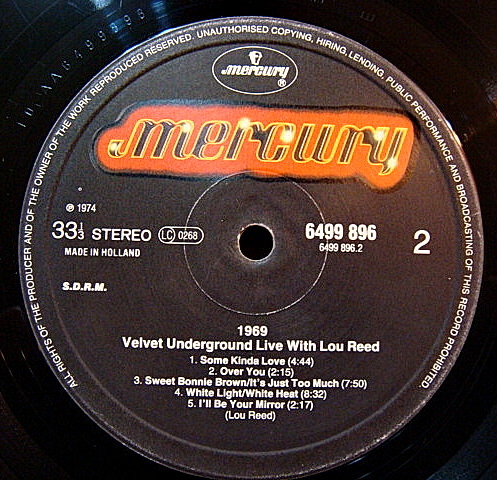 6499896
ALL RIGHTS OF THE PRODUCER AND OF THE OWNER OF THE WORK REPRODUCED RESERVED. UNAUTHORISED COPYING, HIRING, LENDING, PUBLIC PERFORMANCE AND BROADCASTING OF THIS RECORD PROHIBITED.
mercury ®
mercury
℗ 1974
33⅓ STEREO LC 0268
MADE IN HOLLAND
6499 896
6499 896.2
2
S.D.R.M.
1969
Velvet Underground Live With Lou Reed
1. Some Kinda Love (4:44)
2. Over You (2:15)
3. Sweet Bonnie Brown/It's Just Too Much (7:50)
4. White Light/White Heat (8:32)
5. I'll Be Your Mirror (2:17)
(Lou Reed)